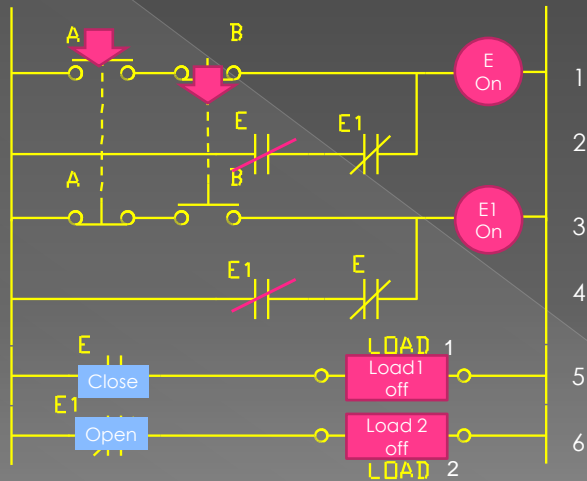 A
B
E
On
1
E
E1
2
A
B
E1
On
3
E1
E
4
E
LOAD 1
Close
Load1
off
5
E1
Open
Load 2
off
6
LOAD 2